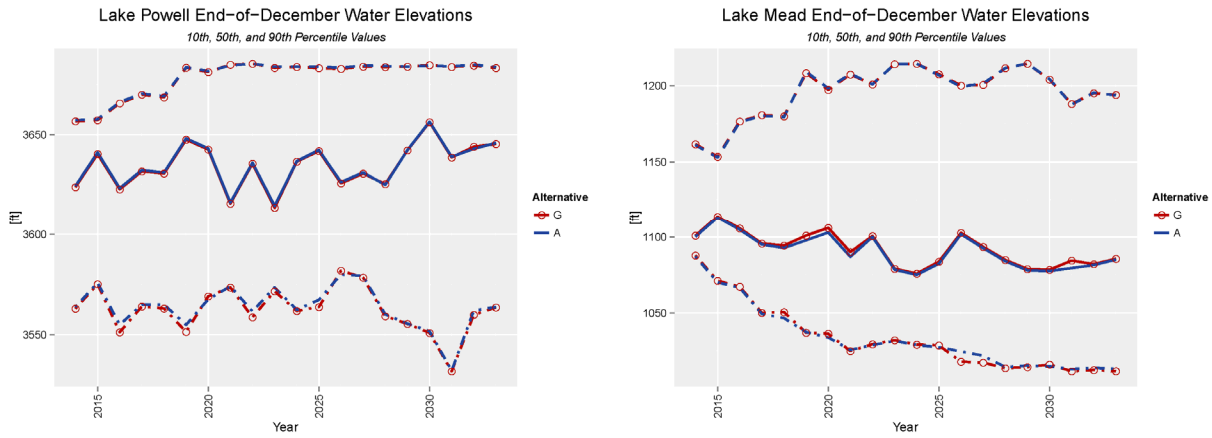 Lake Powell End−of−December Water Elevations
10th, 50th, and 90th Percentile Values
[ft]
3650
3600
3550
2015
2020
2025
2030
Year
Alternative
G
A
Lake Mead End−of−December Water Elevations
10th, 50th, and 90th Percentile Values
[ft]
1200
1150
1100
1050
2015
2020
2025
2030
Year
Alternative
G
A